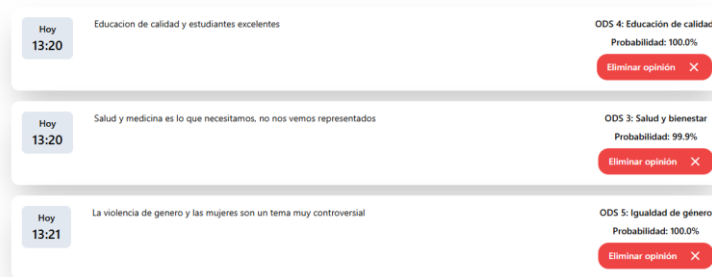 Hoy
13:20
Educacion de calidad y estudiantes excelentes
ODS 4: Educación de calidad
Probabilidad: 100.0%
Eliminar opinión
Hoy
13:20
Salud y medicina es lo que necesitamos, no nos vemos representados
ODS 3: Salud y bienestar
Probabilidad: 99.9%
Eliminar opinión
Hoy
13:21
La violencia de genero y las mujeres son un tema muy controversial
ODS 5: Igualdad de género
Probabilidad: 100.0%
Eliminar opinión